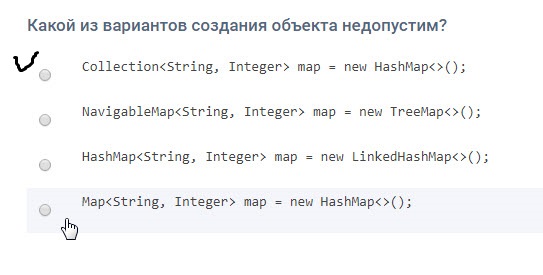 Какой из вариантов создания объекта недопустим?
Collection<String, Integer> map = new HashMap<>();
NavigableMap<String, Integer> map = new TreeMap<>();
HashMap<String, Integer> map = new LinkedHashMap<>();
Map<String, Integer> map = new HashMap<>();